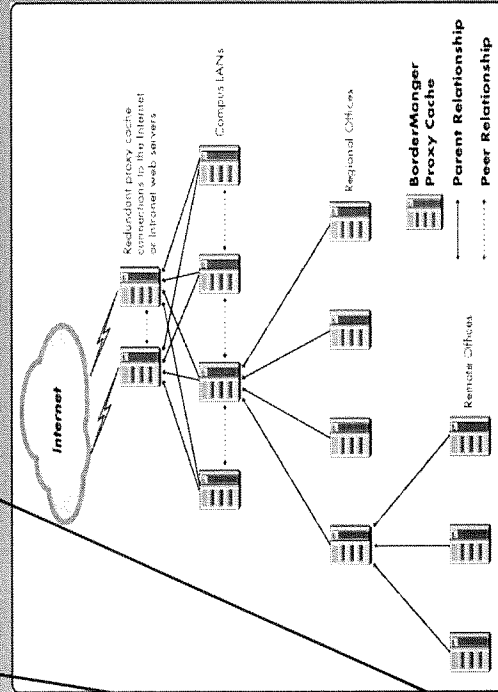 Internet
Redundant proxy cache
connections to the Internet
or Intranet web servers
Campus LANs
Regional Offices
Remote Offices
BorderManger
Proxy Cache
Parent Relationship
Peer Relationship